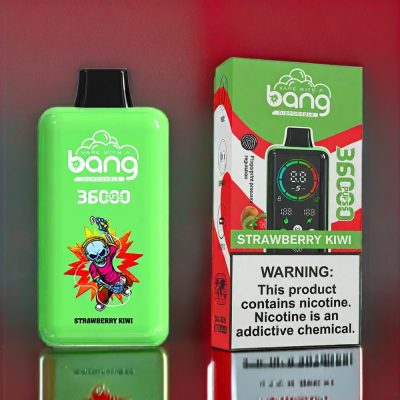 VAPE WITH A
bang
DISPOSABLE
36000
STRAWBERRY KIWI
VAPE WITH A
bang
DISPOSABLE
36000
STRAWBERRY KIWI
WARNING:
This product
contains nicotine.
Nicotine is an
addictive chemical.